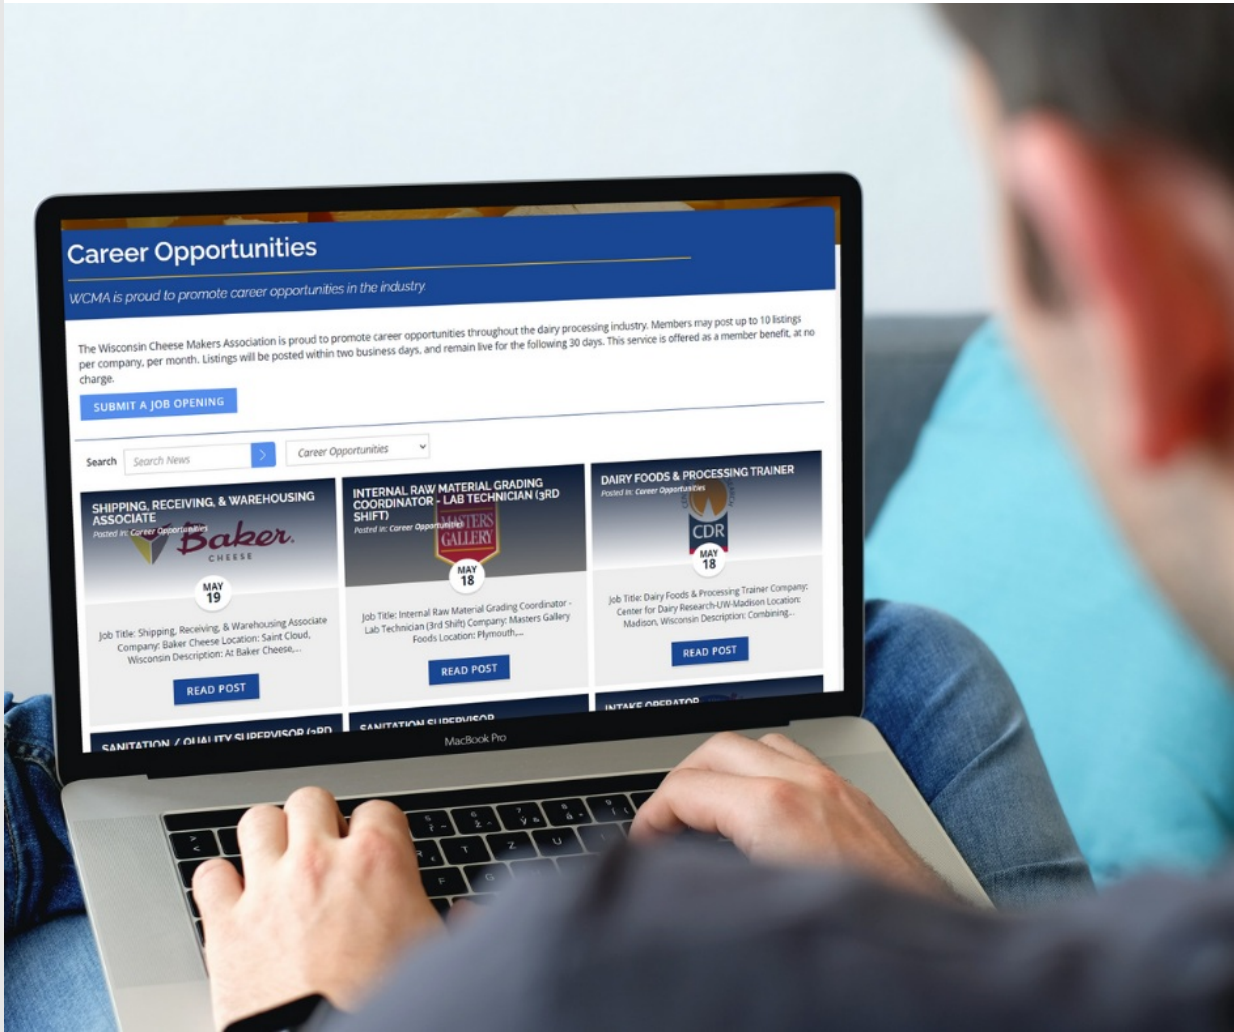 Career Opportunities
WCMA is proud to promote career opportunities in the industry.
The Wisconsin Cheese Makers Association is proud to promote career opportunities throughout the dairy processing industry. Members may post up to 10 listings
per company, per month. Listings will be posted within two business days, and remain live for the following 30 days. This service is offered as a member benefit, at no
charge.
SUBMIT A JOB OPENING
Search
Search News
Career Opportunities
SHIPPING, RECEIVING, & WAREHOUSING
ASSOCIATE
Posted in: Career Opportunities
Baker
CHEESE
MAY
19
Job Title: Shipping, Receiving, & Warehousing Associate
Company: Baker Cheese Location: Saint Cloud,
Wisconsin Description: At Baker Cheese,...
READ POST
INTERNAL RAW MATERIAL GRADING
COORDINATOR - LAB TECHNICIAN (3RD
SHIFT)
Posted in: Career Opportunities
MASTERS
GALLERY
MAY
18
Job Title: Internal Raw Material Grading Coordinator -
Lab Technician (3rd Shift) Company: Masters Gallery
Foods Location: Plymouth,...
READ POST
DAIRY FOODS & PROCESSING TRAINER
Posted in: Career Opportunities
CDR
MAY
18
Job Title: Dairy Foods & Processing Trainer Company:
Center for Dairy Research-UW-Madison Location:
Madison, Wisconsin Description: Combining...
READ POST
SANITATION / QUALITY SUPERVISOR (3RD
SANITATION SUPERVISOR
INTAKE OPERATOR
MacBook Pro